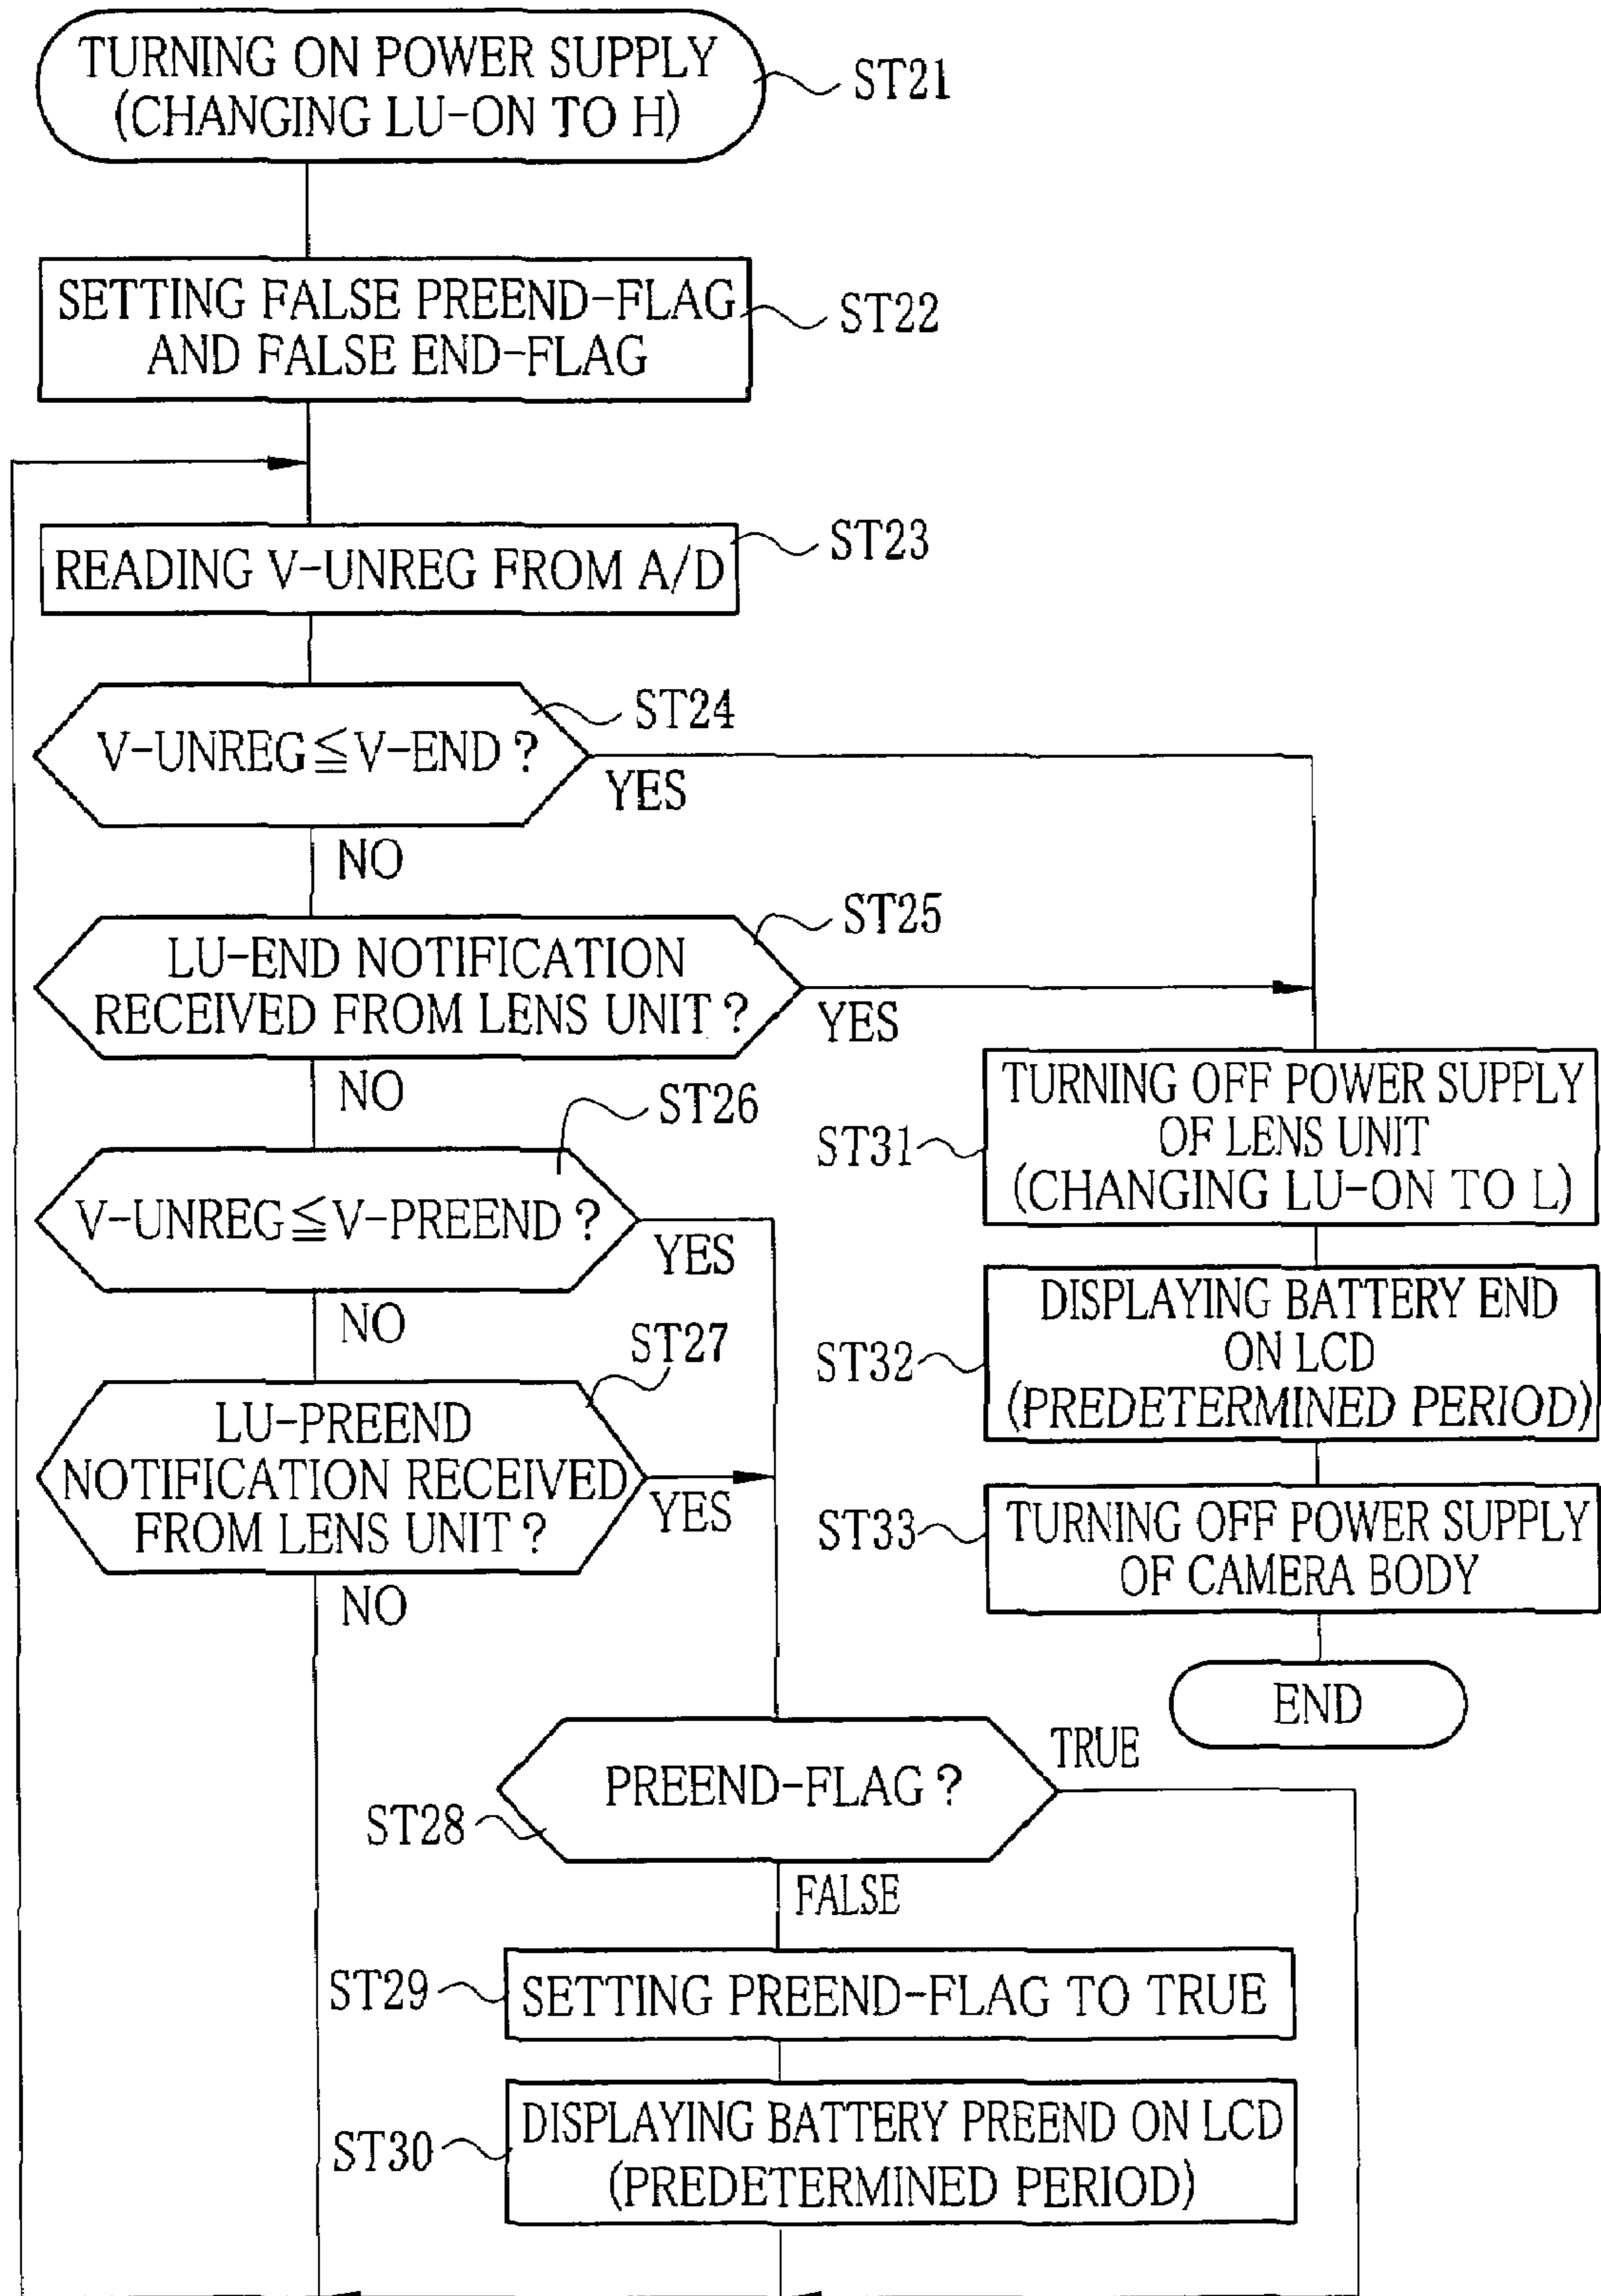 TURNING ON POWER SUPPLY
(CHANGING LU-ON TO H)
ST21
SETTING FALSE PREEND-FLAG
AND FALSE END-FLAG
ST22
READING V-UNREG FROM A/D
ST23
V-UNREG≦V-END?
ST24
YES
NO
LU-END NOTIFICATION
RECEIVED FROM LENS UNIT?
ST25
YES
NO
V-UNREG≦V-PREEND?
ST26
YES
NO
LU-PREEND
NOTIFICATION RECEIVED
FROM LENS UNIT?
ST27
YES
NO
PREEND-FLAG?
ST28
TRUE
FALSE
ST29
SETTING PREEND-FLAG TO TRUE
ST30
DISPLAYING BATTERY PREEND ON LCD
(PREDETERMINED PERIOD)
ST31
TURNING OFF POWER SUPPLY
OF LENS UNIT
(CHANGING LU-ON TO L)
ST32
DISPLAYING BATTERY END
ON LCD
(PREDETERMINED PERIOD)
ST33
TURNING OFF POWER SUPPLY
OF CAMERA BODY
END